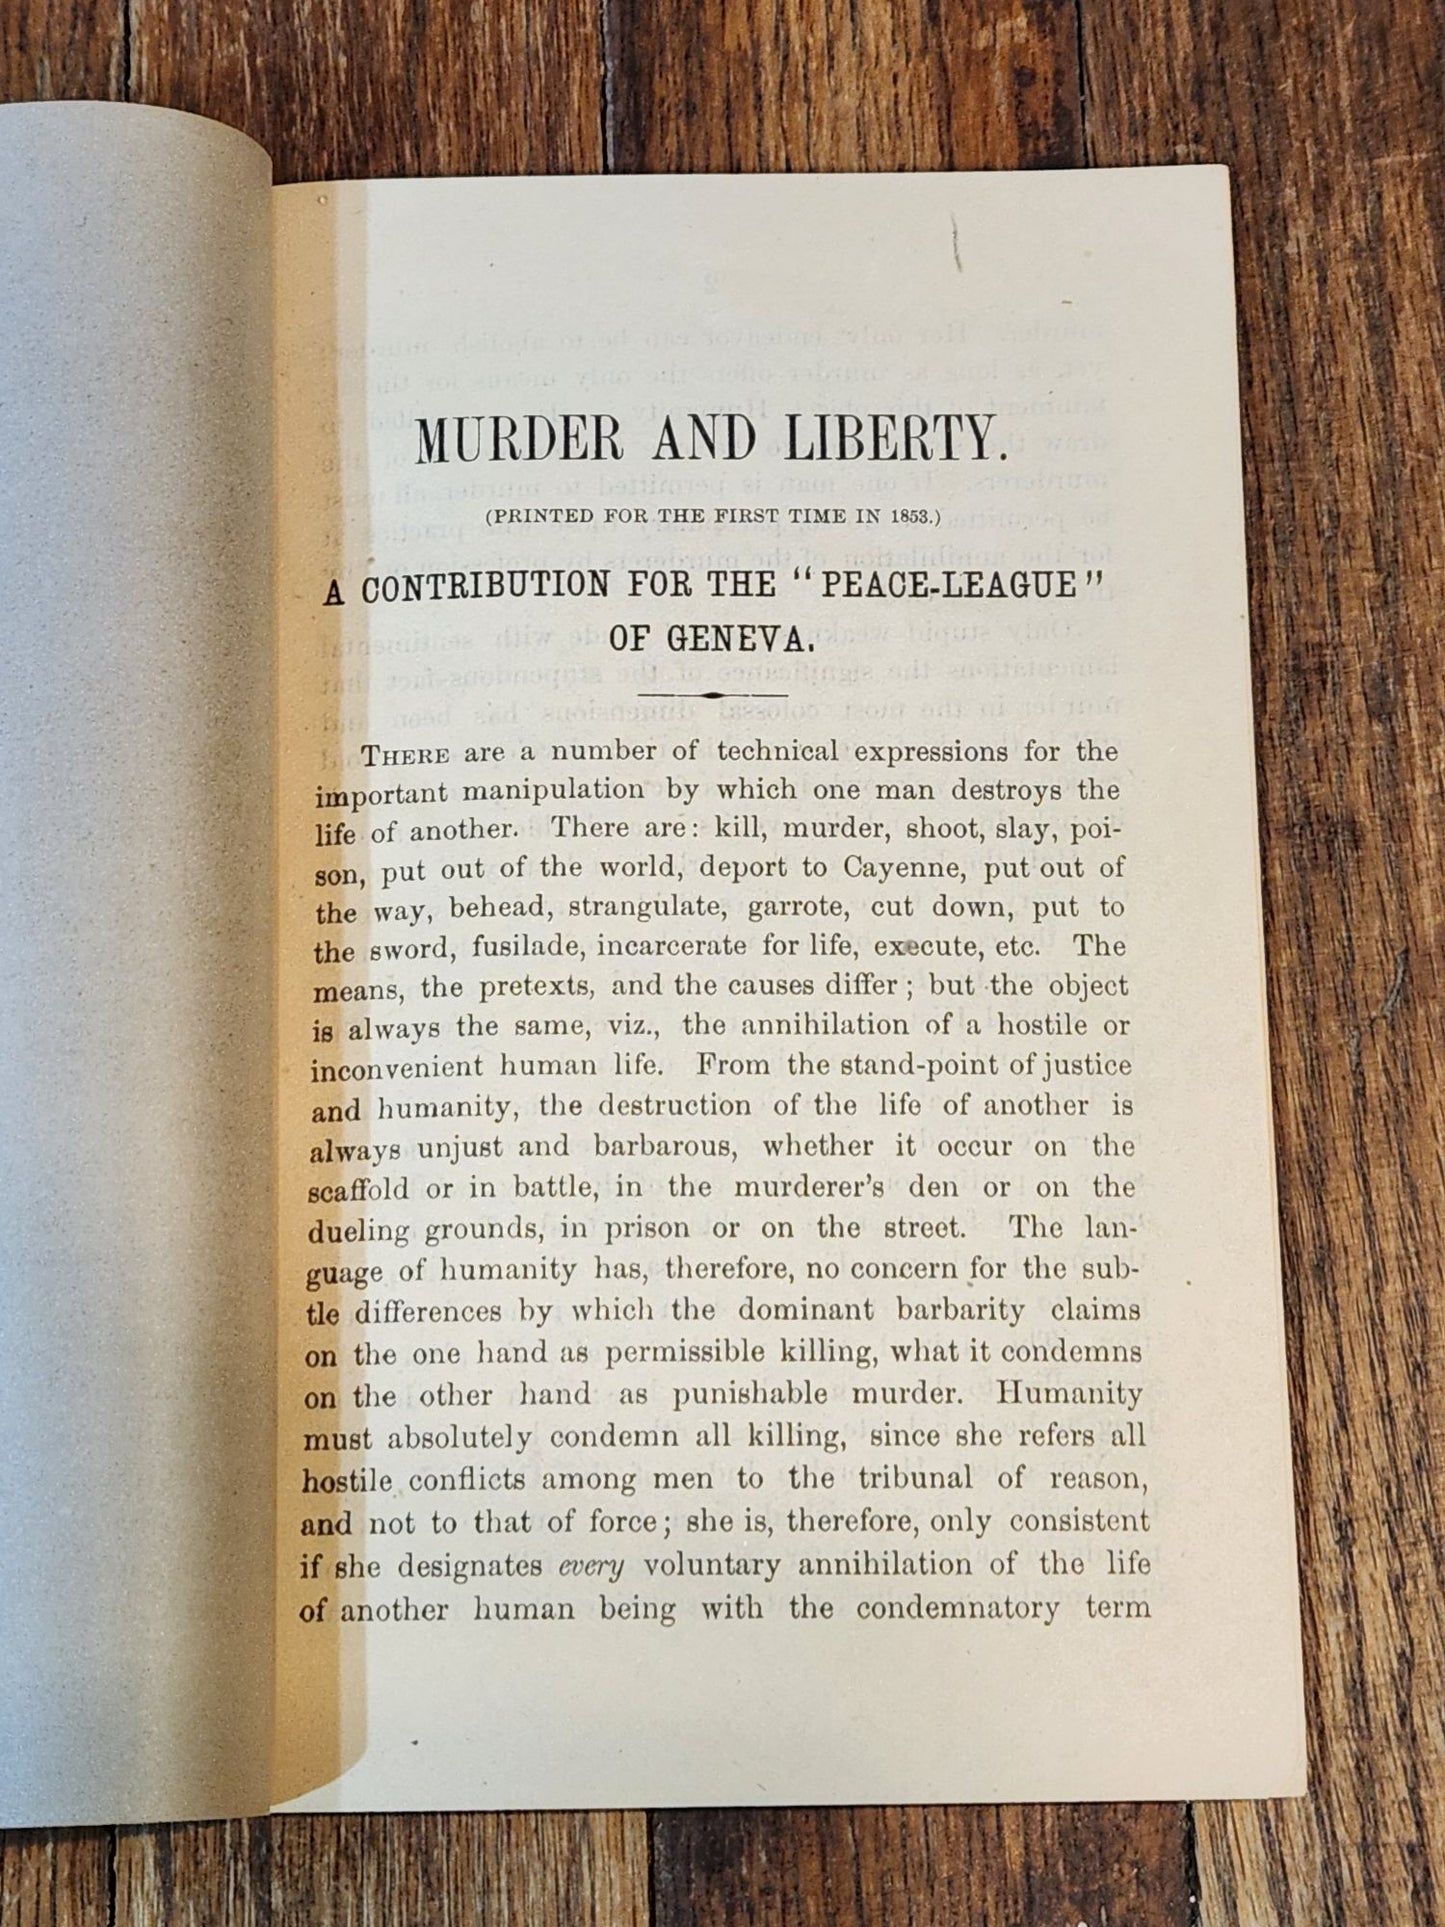 MURDER AND LIBERTY.
(PRINTED FOR THE FIRST TIME IN 1853.)
A CONTRIBUTION FOR THE "PEACE-LEAGUE"
OF GENEVA.
THERE are a number of technical expressions for the
important manipulation by which one man destroys the
life of another. There are: kill, murder, shoot, slay, poi-
son, put out of the world, deport to Cayenne, put out of
the way, behead, strangulate, garrote, cut down, put to
the sword, fusilade, incarcerate for life, execute, etc. The
means, the pretexts, and the causes differ; but the object
is always the same, viz., the annihilation of a hostile or
inconvenient human life. From the stand-point of justice
and humanity, the destruction of the life of another is
always unjust and barbarous, whether it occur on the
scaffold or in battle, in the murderer's den or on the
dueling grounds, in prison or on the street. The lan-
guage of humanity has, therefore, no concern for the sub-
tle differences by which the dominant barbarity claims
on the one hand as permissible killing, what it condemns
on the other hand as punishable murder. Humanity
must absolutely condemn all killing, since she refers all
hostile conflicts among men to the tribunal of reason,
and not to that of force; she is, therefore, only consistent
if she designates every voluntary annihilation of the life
of another human being with the condemnatory term